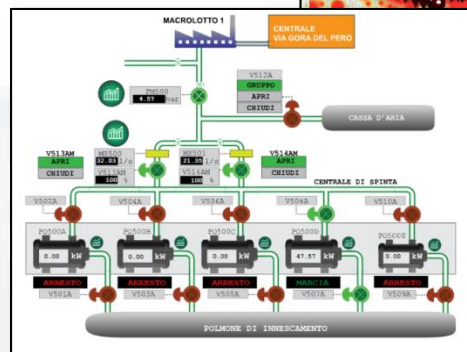 MACROLOTTO 1
CENTRALE
VIA GORA DEL PERO
V512A
GRUPPO
APRI
CHIUDI
PM500
4.57 bar
CASSA D'ARIA
V513AM
APRI
CHIUDI
MP500
32.03 l/s
V513AM
100 %
MP501
21.35 l/s
V514AM
100 %
V514AM
APRI
CHIUDI
CENTRALE DI SPINTA
V502A
V504A
V506A
V508A
V510A
PO500A
PO500B
PO500C
PO500D
PO500E
0.00 kW
0.00 kW
0.00 kW
47.57 kW
0.00 kW
ARRESTO
ARRESTO
ARRESTO
MARCIA
ARRESTO
V501A
V503A
V505A
V507A
V509A
POLMONE DI INNESCAMENTO